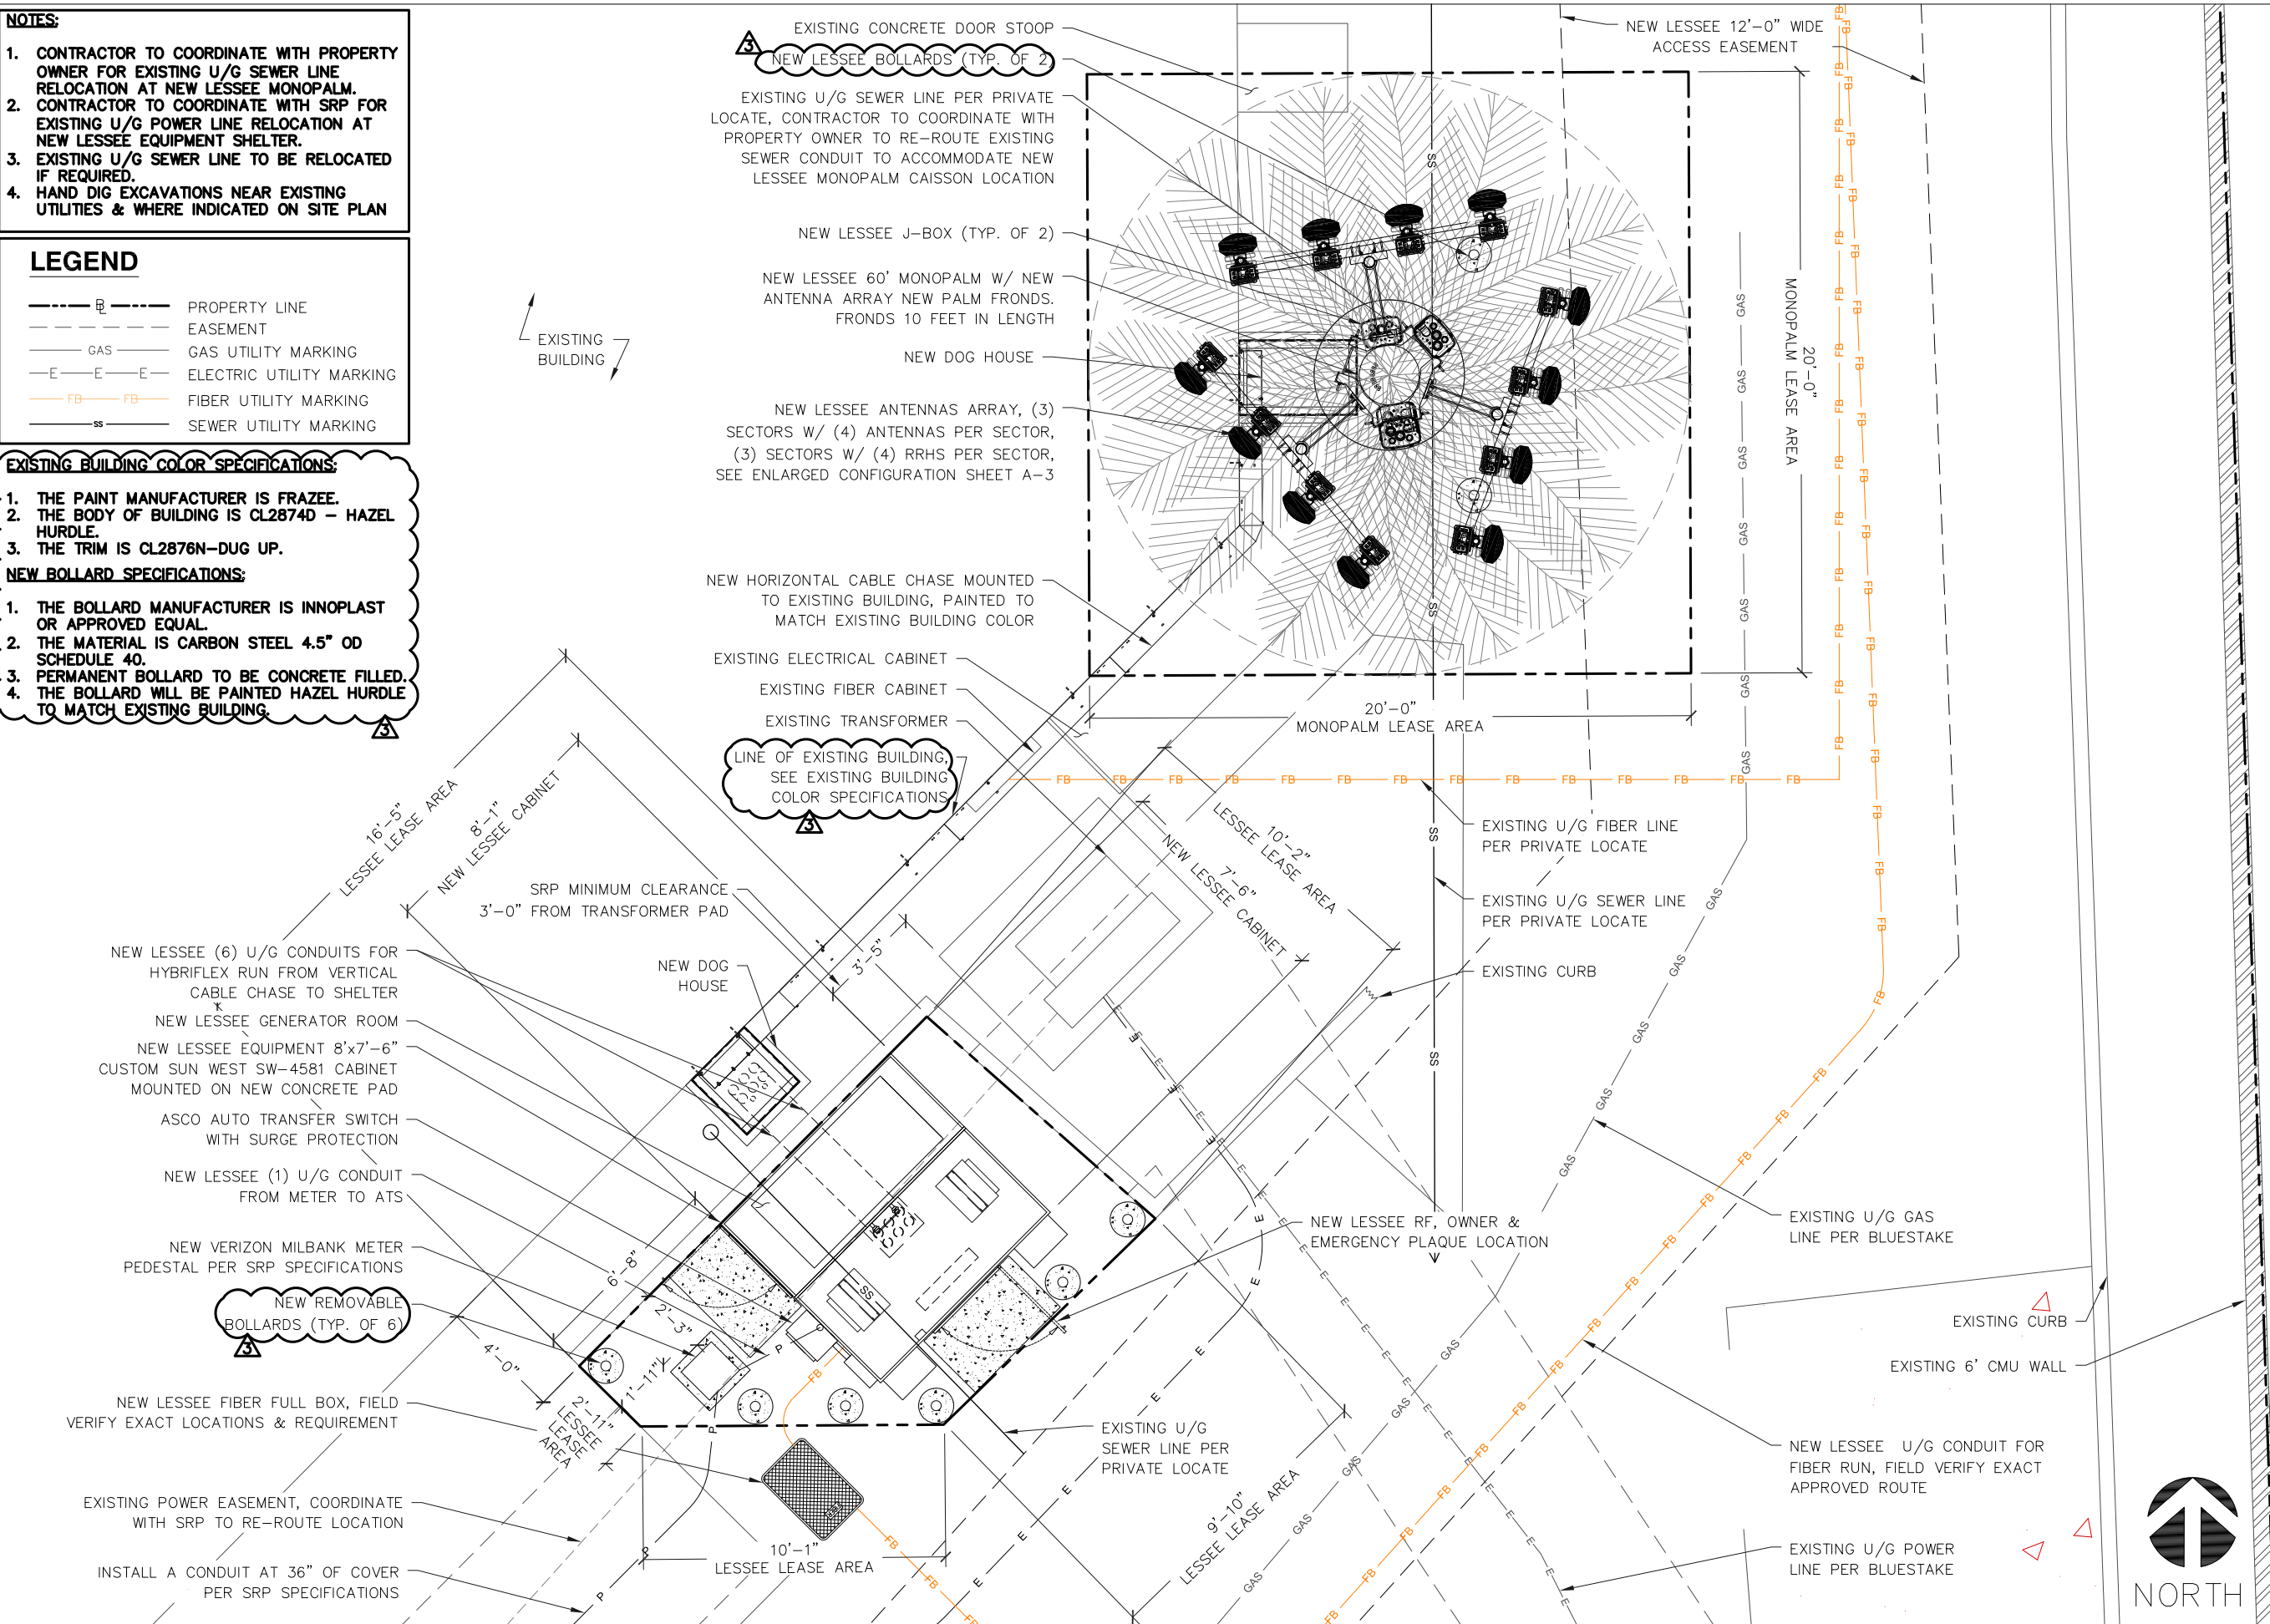 NOTES:
1. CONTRACTOR TO COORDINATE WITH PROPERTY
OWNER FOR EXISTING U/G SEWER LINE
RELOCATION AT NEW LESSEE MONOPALM.
2. CONTRACTOR TO COORDINATE WITH SRP FOR
EXISTING U/G POWER LINE RELOCATION AT
NEW LESSEE EQUIPMENT SHELTER.
3. EXISTING U/G SEWER LINE TO BE RELOCATED
IF REQUIRED.
4. HAND DIG EXCAVATIONS NEAR EXISTING
UTILITIES & WHERE INDICATED ON SITE PLAN
LEGEND
PROPERTY LINE
EASEMENT
GAS GAS UTILITY MARKING
E E E ELECTRIC UTILITY MARKING
FB FB FIBER UTILITY MARKING
SS SEWER UTILITY MARKING
EXISTING BUILDING COLOR SPECIFICATIONS:
1. THE PAINT MANUFACTURER IS FRAZEE.
2. THE BODY OF BUILDING IS CL2874D – HAZEL
HURDLE.
3. THE TRIM IS CL2876N–DUG UP.
NEW BOLLARD SPECIFICATIONS:
1. THE BOLLARD MANUFACTURER IS INNOPLAST
OR APPROVED EQUAL.
2. THE MATERIAL IS CARBON STEEL 4.5" OD
SCHEDULE 40.
3. PERMANENT BOLLARD TO BE CONCRETE FILLED.
4. THE BOLLARD WILL BE PAINTED HAZEL HURDLE
TO MATCH EXISTING BUILDING.
3
EXISTING CONCRETE DOOR STOOP
3
NEW LESSEE BOLLARDS (TYP. OF 2)
EXISTING U/G SEWER LINE PER PRIVATE
LOCATE, CONTRACTOR TO COORDINATE WITH
PROPERTY OWNER TO RE–ROUTE EXISTING
SEWER CONDUIT TO ACCOMMODATE NEW
LESSEE MONOPALM CAISSON LOCATION
NEW LESSEE J–BOX (TYP. OF 2)
NEW LESSEE 60' MONOPALM W/ NEW
ANTENNA ARRAY NEW PALM FRONDS.
FRONDS 10 FEET IN LENGTH
NEW DOG HOUSE
NEW LESSEE ANTENNAS ARRAY, (3)
SECTORS W/ (4) ANTENNAS PER SECTOR,
(3) SECTORS W/ (4) RRHS PER SECTOR,
SEE ENLARGED CONFIGURATION SHEET A–3
EXISTING
BUILDING
NEW HORIZONTAL CABLE CHASE MOUNTED
TO EXISTING BUILDING, PAINTED TO
MATCH EXISTING BUILDING COLOR
EXISTING ELECTRICAL CABINET
EXISTING FIBER CABINET
EXISTING TRANSFORMER
LINE OF EXISTING BUILDING,
SEE EXISTING BUILDING
COLOR SPECIFICATIONS
3
NEW LESSEE 12'–0" WIDE
ACCESS EASEMENT
20'–0"
MONOPALM LEASE AREA
20'–0"
MONOPALM LEASE AREA
16'–5"
LESSEE LEASE AREA
8'–1"
NEW LESSEE CABINET
10'–2"
LESSEE LEASE AREA
7'–6"
NEW LESSEE CABINET
SRP MINIMUM CLEARANCE
3'–0" FROM TRANSFORMER PAD
3'–5"
NEW DOG
HOUSE
EXISTING U/G FIBER LINE
PER PRIVATE LOCATE
EXISTING U/G SEWER LINE
PER PRIVATE LOCATE
EXISTING CURB
NEW LESSEE (6) U/G CONDUITS FOR
HYBRIFLEX RUN FROM VERTICAL
CABLE CHASE TO SHELTER
NEW LESSEE GENERATOR ROOM
NEW LESSEE EQUIPMENT 8'x7'–6"
CUSTOM SUN WEST SW–4581 CABINET
MOUNTED ON NEW CONCRETE PAD
ASCO AUTO TRANSFER SWITCH
WITH SURGE PROTECTION
NEW LESSEE (1) U/G CONDUIT
FROM METER TO ATS
NEW VERIZON MILBANK METER
PEDESTAL PER SRP SPECIFICATIONS
NEW REMOVABLE
BOLLARDS (TYP. OF 6)
3
NEW LESSEE FIBER FULL BOX, FIELD
VERIFY EXACT LOCATIONS & REQUIREMENT
EXISTING POWER EASEMENT, COORDINATE
WITH SRP TO RE–ROUTE LOCATION
INSTALL A CONDUIT AT 36" OF COVER
PER SRP SPECIFICATIONS
6'–8"
2'–3"
4'–0"
1'–11"
2'–11"
LESSEE
LEASE
AREA
10'–1"
LESSEE LEASE AREA
9'–10"
LESSEE LEASE AREA
NEW LESSEE RF, OWNER &
EMERGENCY PLAQUE LOCATION
EXISTING U/G
SEWER LINE PER
PRIVATE LOCATE
EXISTING U/G GAS
LINE PER BLUESTAKE
EXISTING CURB
EXISTING 6' CMU WALL
NEW LESSEE U/G CONDUIT FOR
FIBER RUN, FIELD VERIFY EXACT
APPROVED ROUTE
EXISTING U/G POWER
LINE PER BLUESTAKE
NORTH